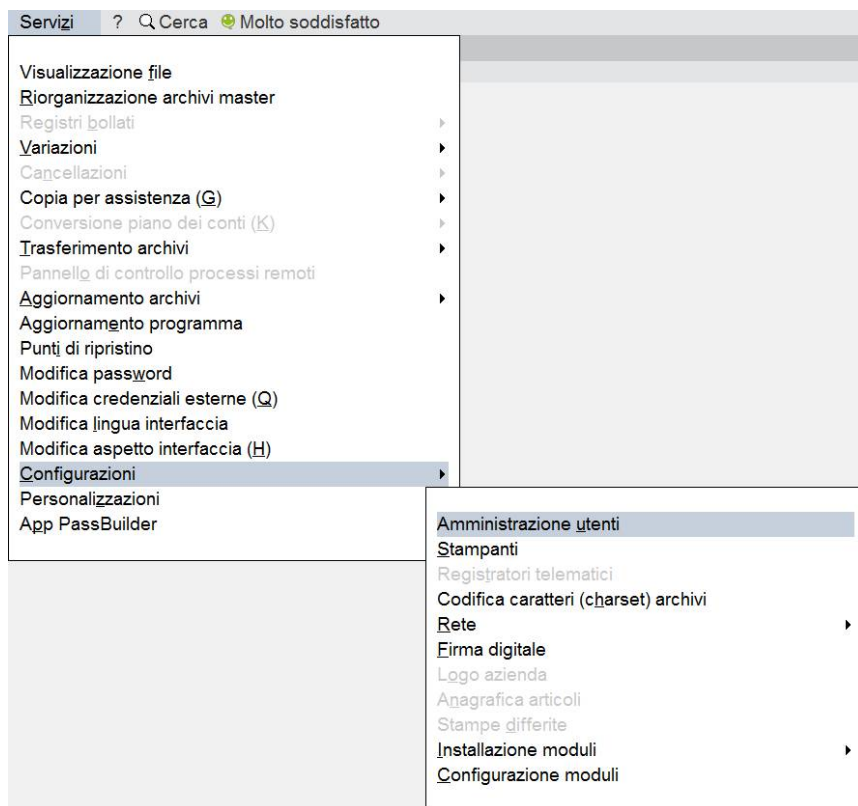 Servizi ? Cerca Molto soddisfatto
Visualizzazione file
Riorganizzazione archivi master
Registri bollati
Variazioni
Cancellazioni
Copia per assistenza (G)
Conversione piano dei conti (K)
Trasferimento archivi
Pannello di controllo processi remoti
Aggiornamento archivi
Aggiornamento programma
Punti di ripristino
Modifica password
Modifica credenziali esterne (Q)
Modifica lingua interfaccia
Modifica aspetto interfaccia (H)
Configurazioni
Personalizzazioni
App PassBuilder
Amministrazione utenti
Stampanti
Registratori telematici
Codifica caratteri (charset) archivi
Rete
Firma digitale
Logo azienda
Anagrafica articoli
Stampe differite
Installazione moduli
Configurazione moduli